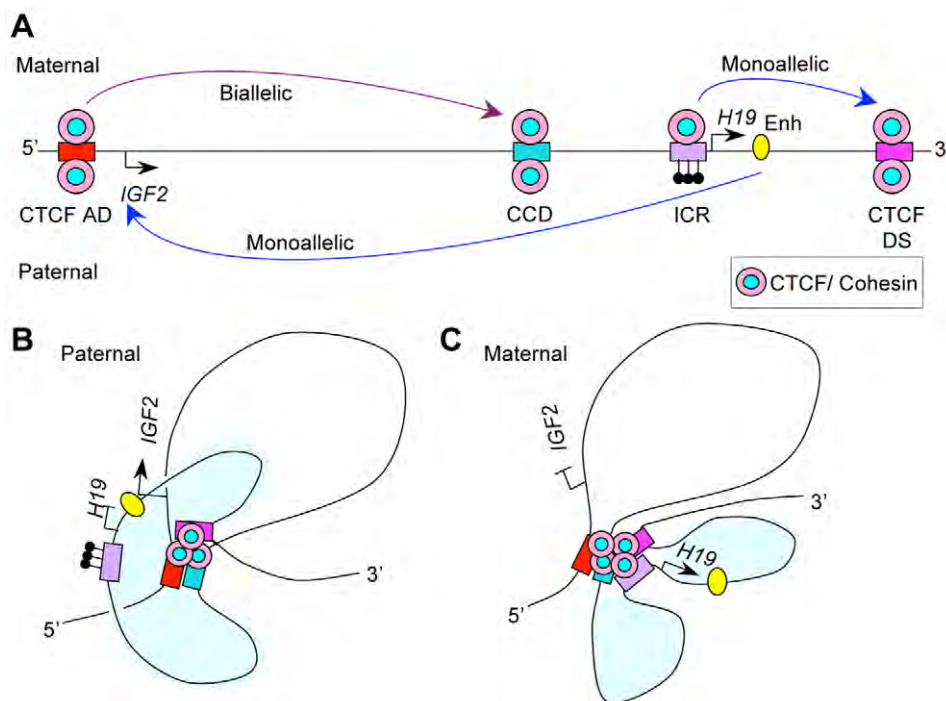 A
Maternal
Monoallelic
Biallelic
H19
Enh
5'
3'
IGF2
CTCF AD
CCD
ICR
CTCF
DS
Monoallelic
Paternal
CTCF/ Cohesin
B
Paternal
IGF2
H19
3'
5'
C
Maternal
IGF2
3'
H19
5'